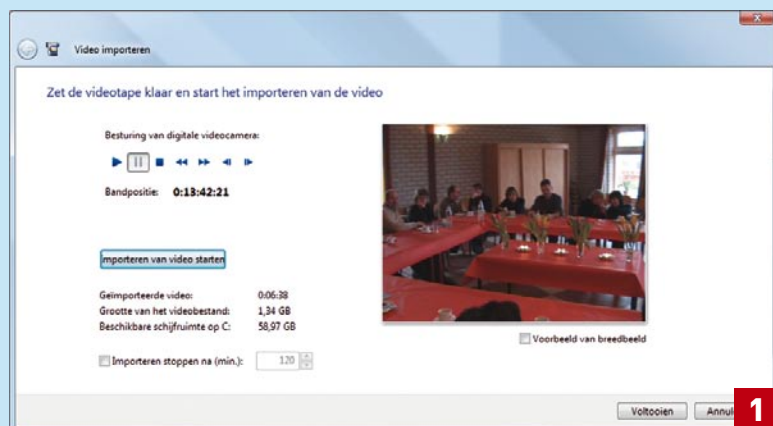 Video importeren
Zet de videotape klaar en start het importeren van de video
Besturing van digitale videocamera:
Bandpositie: 0:13:42:21
mporteren van video starten
Geïmporteerde video: 0:06:38
Grootte van het videobestand: 1,34 GB
Beschikbare schijfruimte op C: 58,97 GB
Voorbeeld van breedbeeld
Importeren stoppen na (min.): 120
Voltooien Annul
1